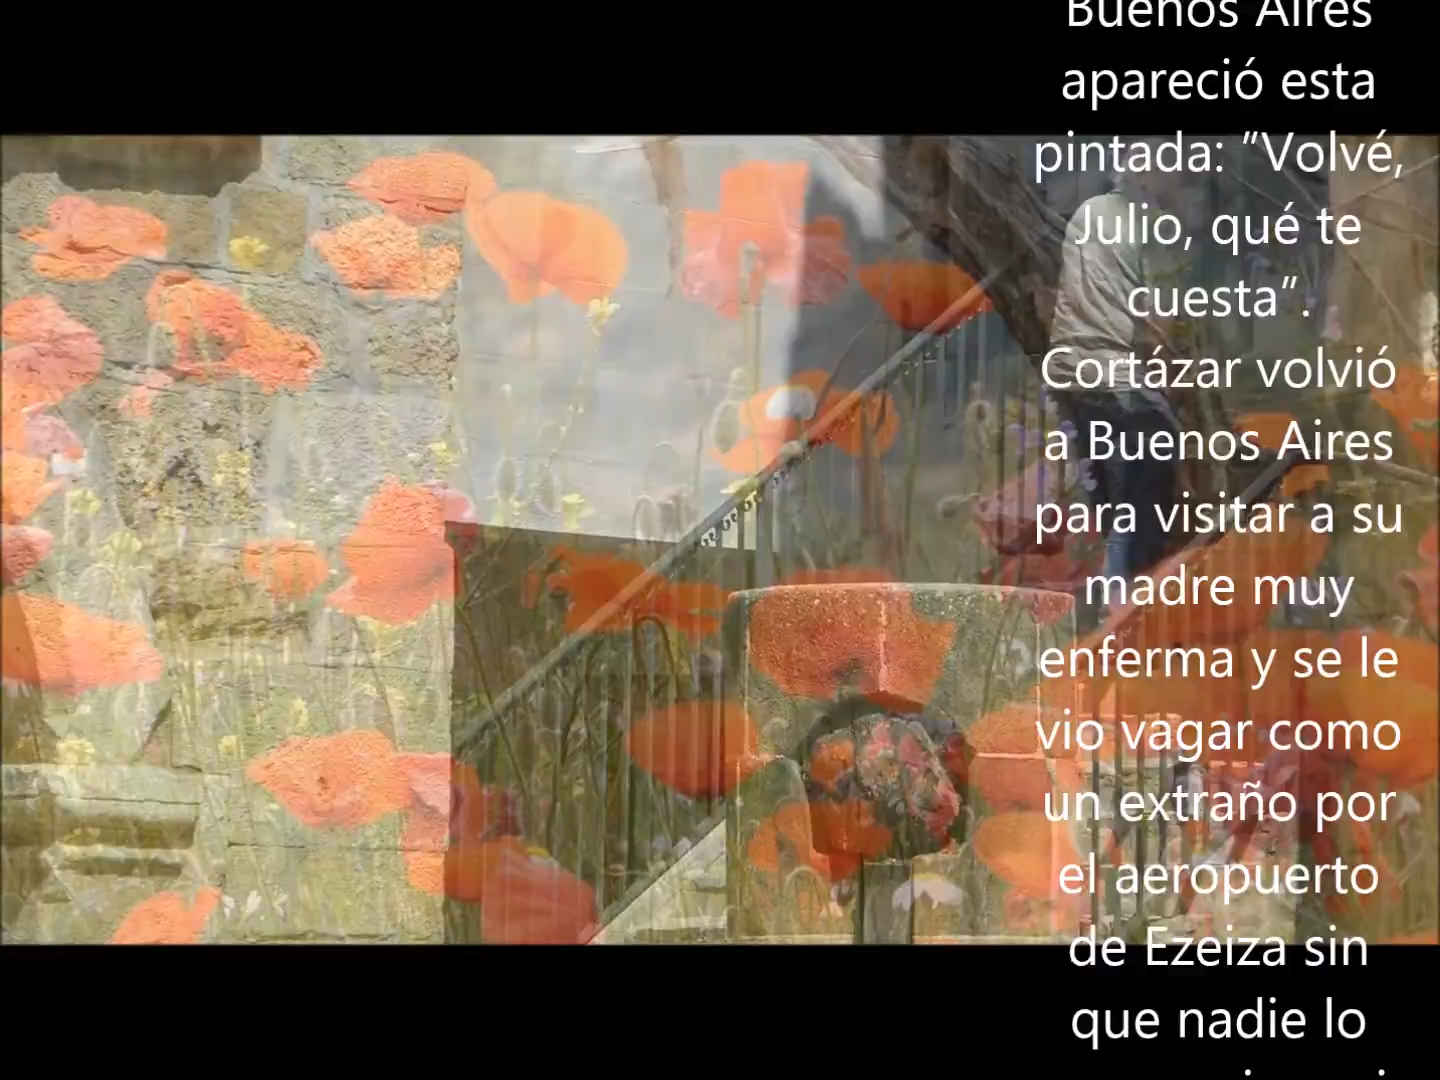 Buenos Aires
apareció esta
pintada: "Volvé,
Julio, qué te
cuesta".
Cortázar volvió
a Buenos Aires
para visitar a su
madre muy
enferma y se le
vio vagar como
un extraño por
el aeropuerto
de Ezeiza sin
que nadie lo